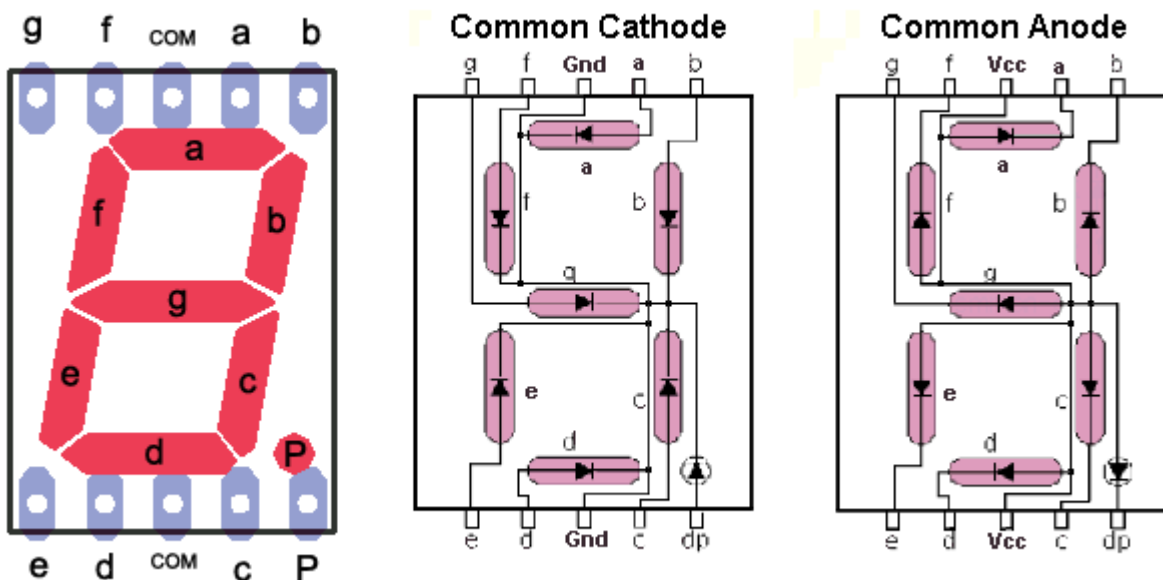 g f COM a b
a
f
b
g
e
c
d
P
e d COM c P
Common Cathode
g f Gnd a b
a
f b
g
e
c
d
e d Gnd c dp
Common Anode
g f Vcc a b
a
f b
g
e
c
d
e d Vcc c dp